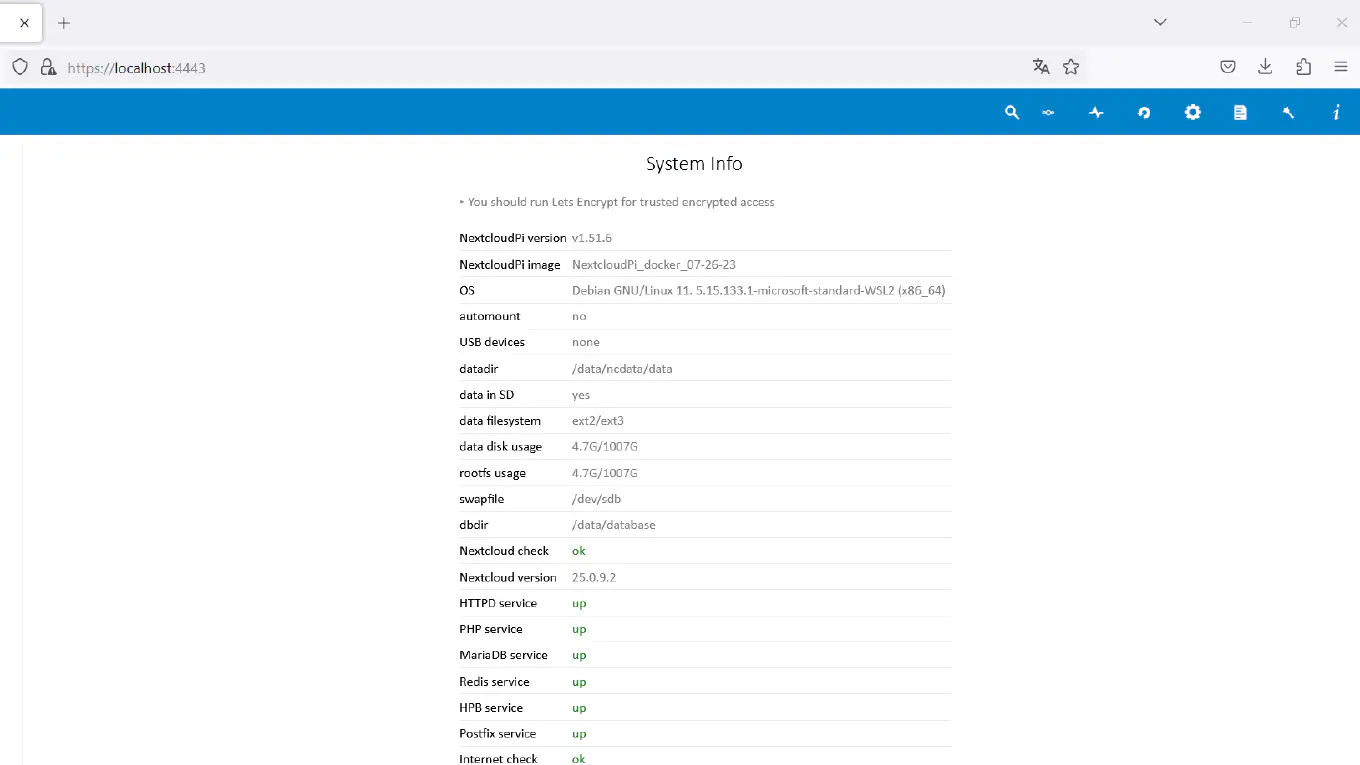 https://localhost:4443
System Info
‣ You should run Lets Encrypt for trusted encrypted access
NextcloudPi version v1.51.6
NextcloudPi image NextcloudPi_docker_07-26-23
OS Debian GNU/Linux 11. 5.15.133.1-microsoft-standard-WSL2 (x86_64)
automount no
USB devices none
datadir /data/ncdata/data
data in SD yes
data filesystem ext2/ext3
data disk usage 4.7G/1007G
rootfs usage 4.7G/1007G
swapfile /dev/sdb
dbdir /data/database
Nextcloud check ok
Nextcloud version 25.0.9.2
HTTPD service up
PHP service up
MariaDB service up
Redis service up
HPB service up
Postfix service up
Internet check ok